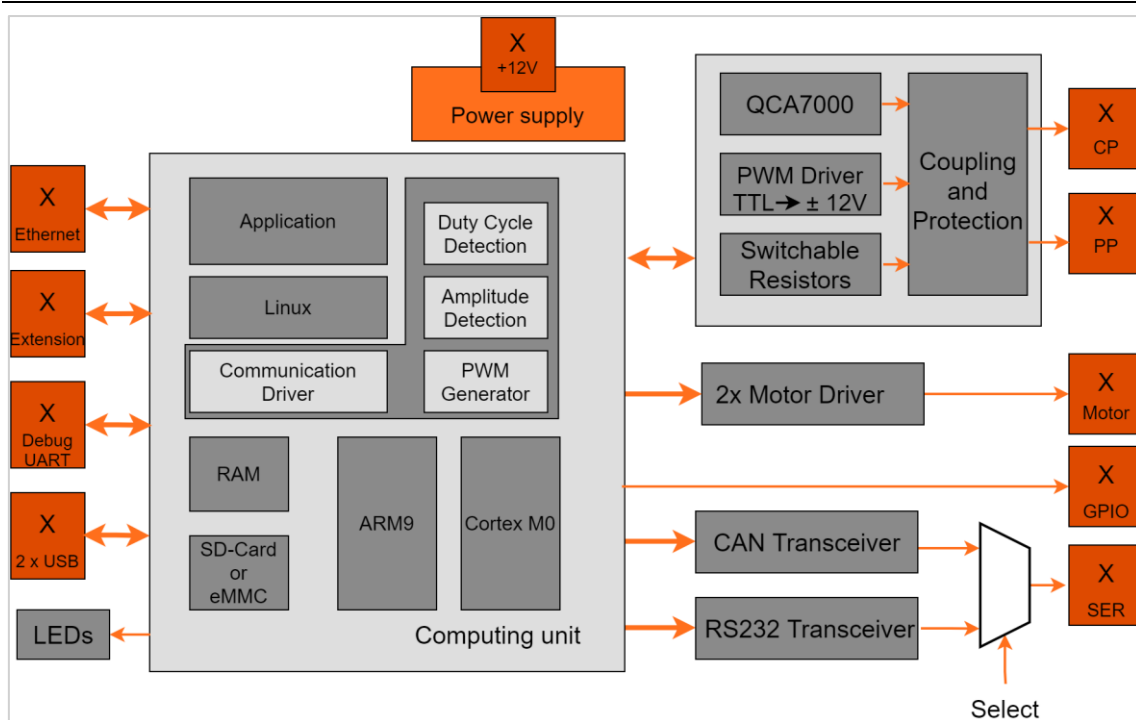 X
+12V
Power supply
X
Ethernet
X
Extension
X
Debug
UART
X
2 x USB
LEDs
Application
Linux
Communication
Driver
Duty Cycle
Detection
Amplitude
Detection
PWM
Generator
RAM
SD-Card
or
eMMC
ARM9
Cortex M0
Computing unit
QCA7000
PWM Driver
TTL➔ ± 12V
Switchable
Resistors
Coupling
and
Protection
X
CP
X
PP
2x Motor Driver
X
Motor
X
GPIO
CAN Transceiver
RS232 Transceiver
X
SER
Select